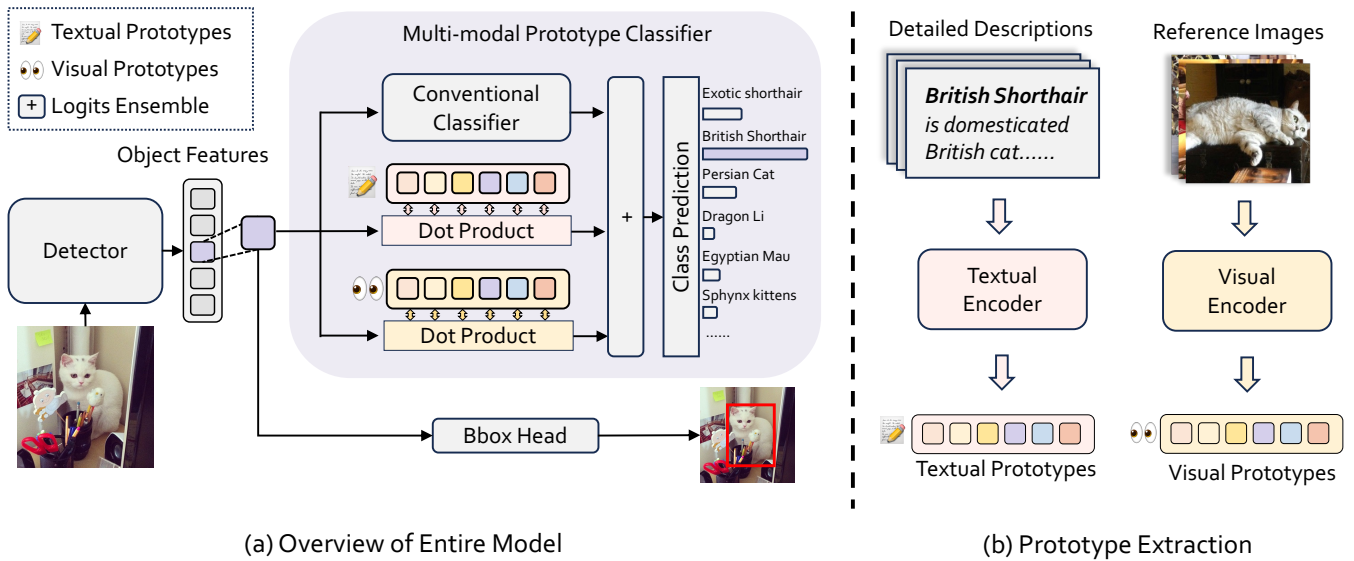 Textual Prototypes
Visual Prototypes
+ Logits Ensemble
Object Features
Detector
Multi-modal Prototype Classifier
Conventional
Classifier
Dot Product
Dot Product
+
Class Prediction
Exotic shorthair
British Shorthair
Persian Cat
Dragon Li
Egyptian Mau
Sphynx kittens
......
Bbox Head
(a) Overview of Entire Model
Detailed Descriptions
British Shorthair
is domesticated
British cat......
Textual
Encoder
Textual Prototypes
Reference Images
Visual
Encoder
Visual Prototypes
(b) Prototype Extraction